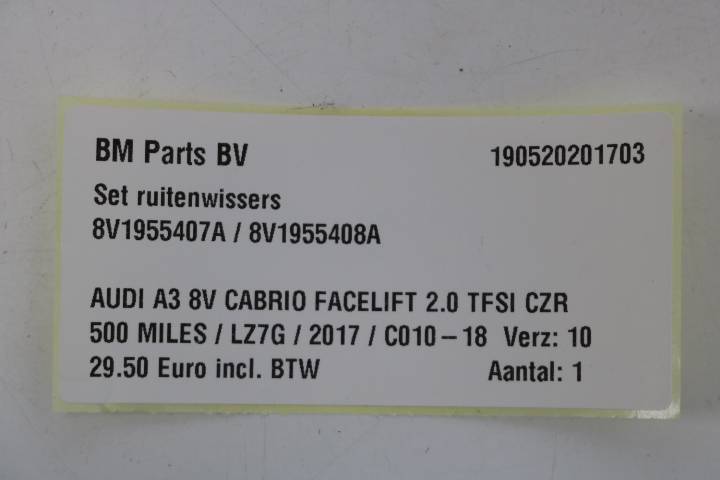 BM Parts BV 190520201703
Set ruitenwissers
8V1955407A / 8V1955408A
AUDI A3 8V CABRIO FACELIFT 2.0 TFSI CZR
500 MILES / LZ7G / 2017 / C010-18 Verz: 10
29.50 Euro incl. BTW Aantal: 1